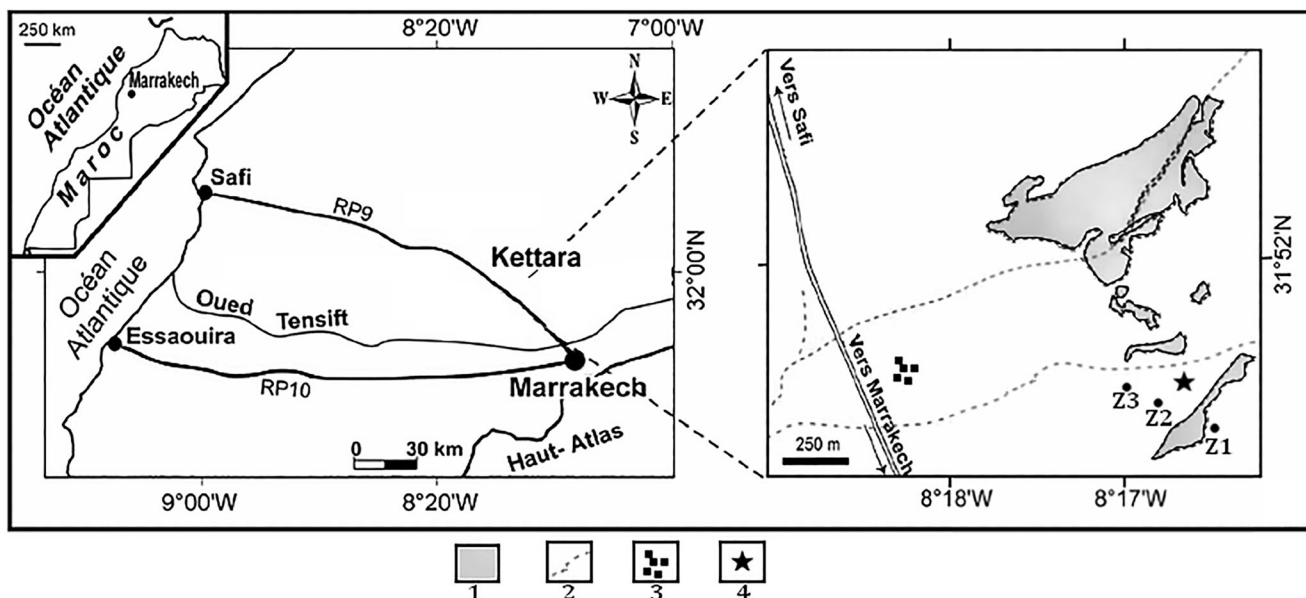 250 km
Océan
Atlantique
Marrakech
Maroc
8°20'W
7°00'W
N
W
E
S
Safi
RP9
Kettara
32°00'N
Océan
Atlantique
Oued
Tensift
Essaouira
RP10
Marrakech
0
30 km
Haut- Atlas
9°00'W
8°20'W
Vers Safi
Vers Marrakech
31°52'N
Z3
Z2
Z1
250 m
8°18'W
8°17'W
1
2
3
4